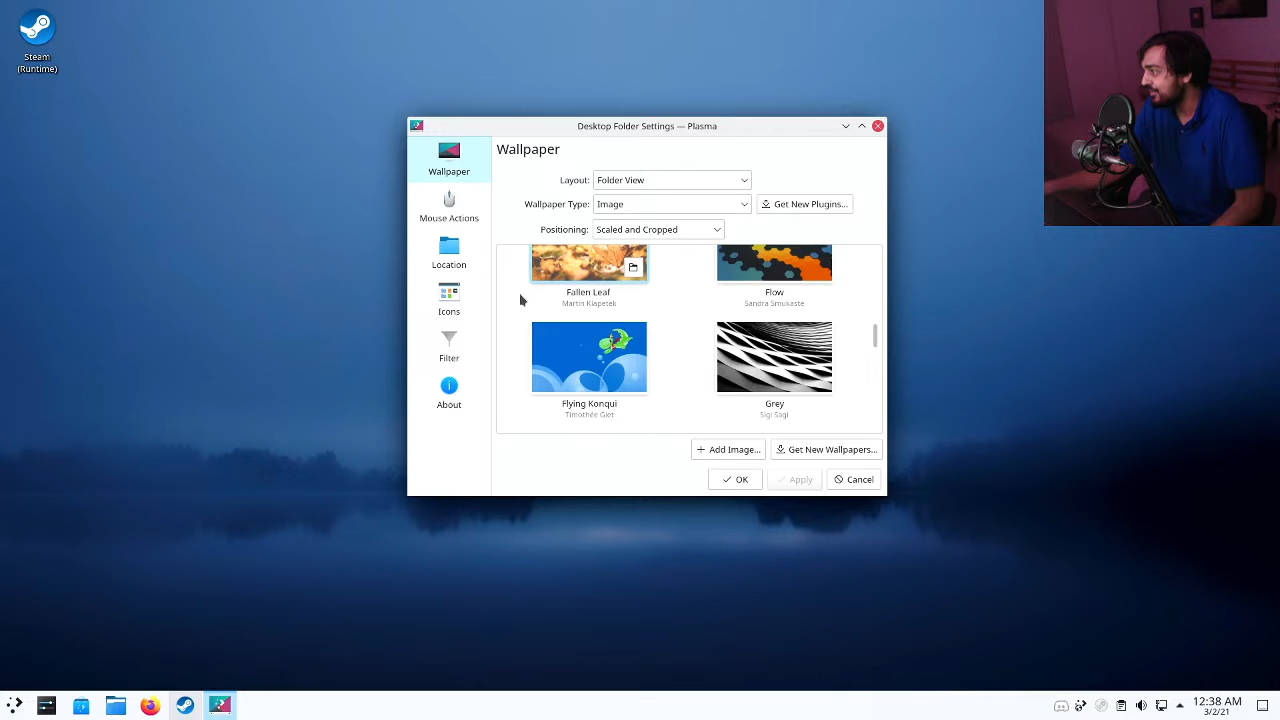 Steam
(Runtime)
Desktop Folder Settings — Plasma
Wallpaper
Mouse Actions
Location
Icons
Filter
About
Wallpaper
Layout: Folder View
Wallpaper Type: Image Get New Plugins...
Positioning: Scaled and Cropped
Fallen Leaf
Martin Klapetek
Flow
Sandra Smukaste
Flying Konqui
Timothée Giet
Grey
Sigi Sagi
Add Image... Get New Wallpapers...
OK Apply Cancel
12:38 AM
3/2/21